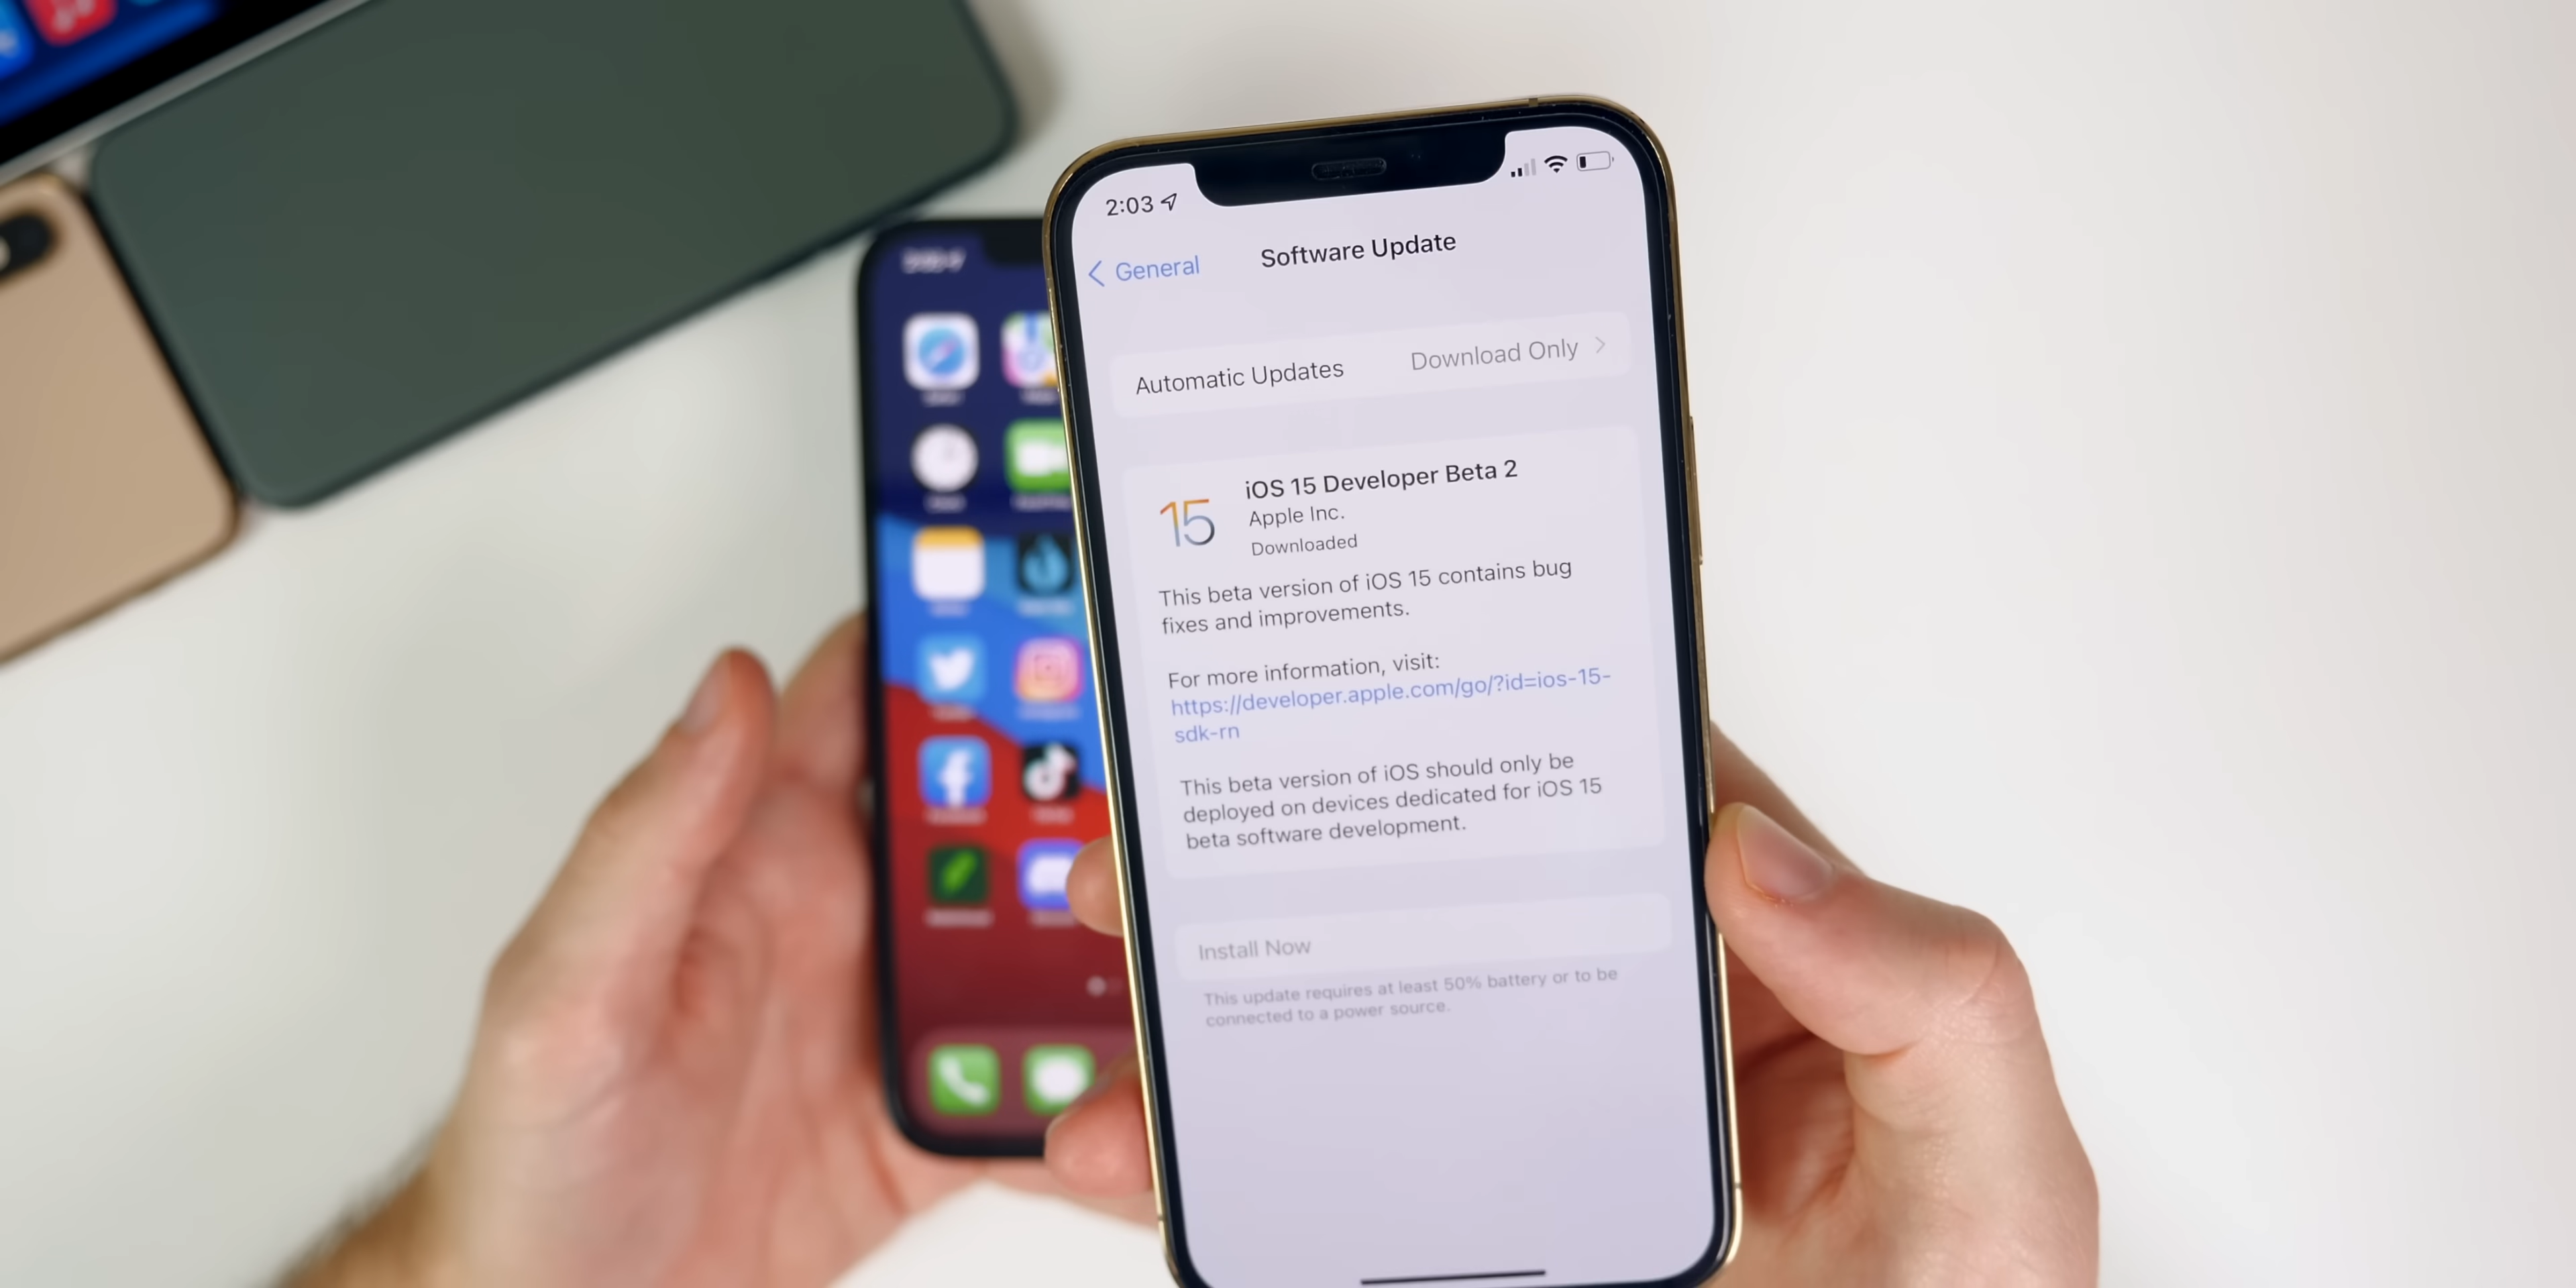 2:03
General
Software Update
Automatic Updates
Download Only
15
iOS 15 Developer Beta 2
Apple Inc.
Downloaded
This beta version of iOS 15 contains bug
fixes and improvements.
For more information, visit:
https://developer.apple.com/go/?id=ios-15-
sdk-rn
This beta version of iOS should only be
deployed on devices dedicated for iOS 15
beta software development.
Install Now
This update requires at least 50% battery or to be
connected to a power source.